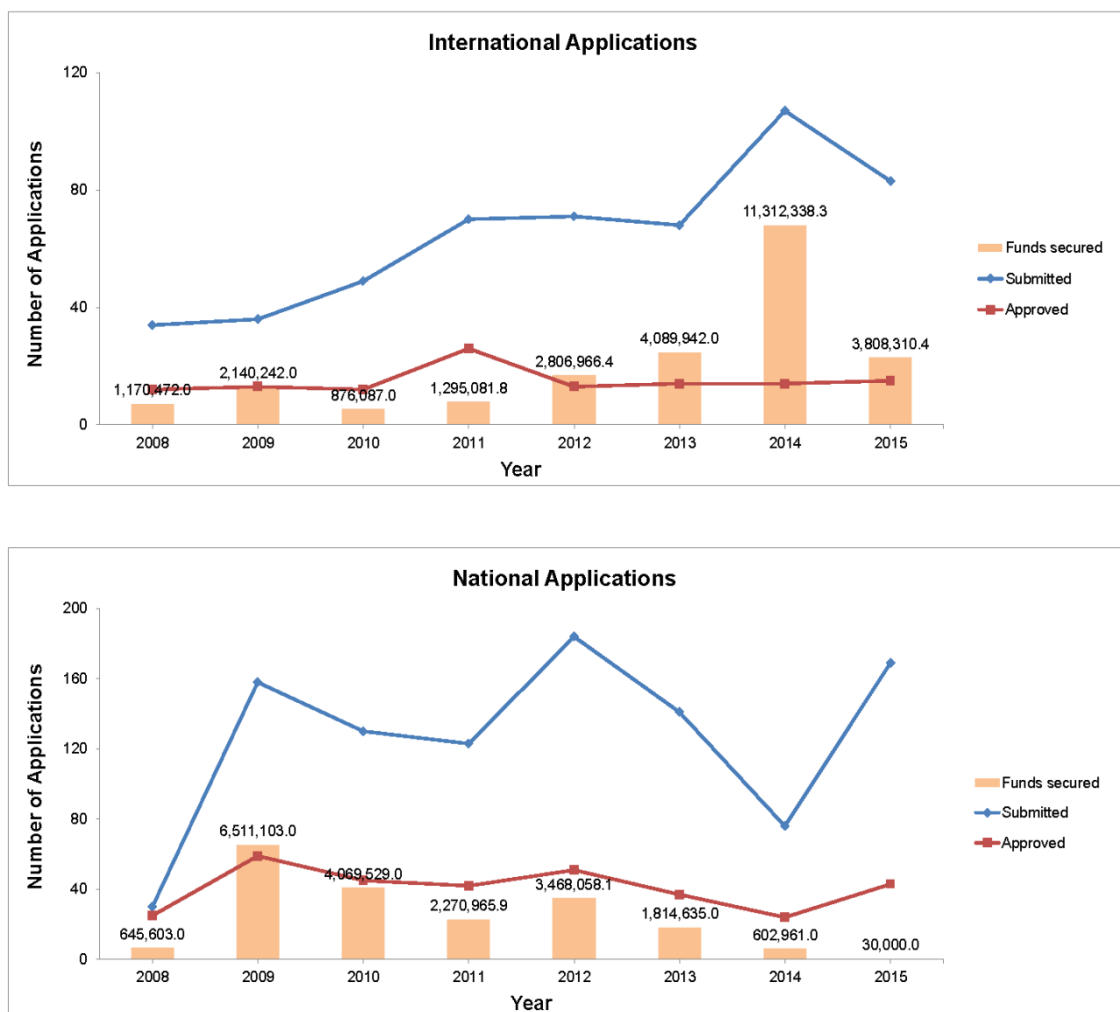 International Applications
120
80
40
0
Number of Applications
1,170,472.0
2,140,242.0
876,087.0
1,295,081.8
2,806,966.4
4,089,942.0
11,312,338.3
3,808,310.4
2008 2009 2010 2011 2012 2013 2014 2015
Year
Funds secured
Submitted
Approved
National Applications
200
160
120
80
40
0
Number of Applications
645,603.0
6,511,103.0
4,069,529.0
2,270,965.9
3,468,058.1
1,814,635.0
602,961.0
30,000.0
2008 2009 2010 2011 2012 2013 2014 2015
Year
Funds secured
Submitted
Approved